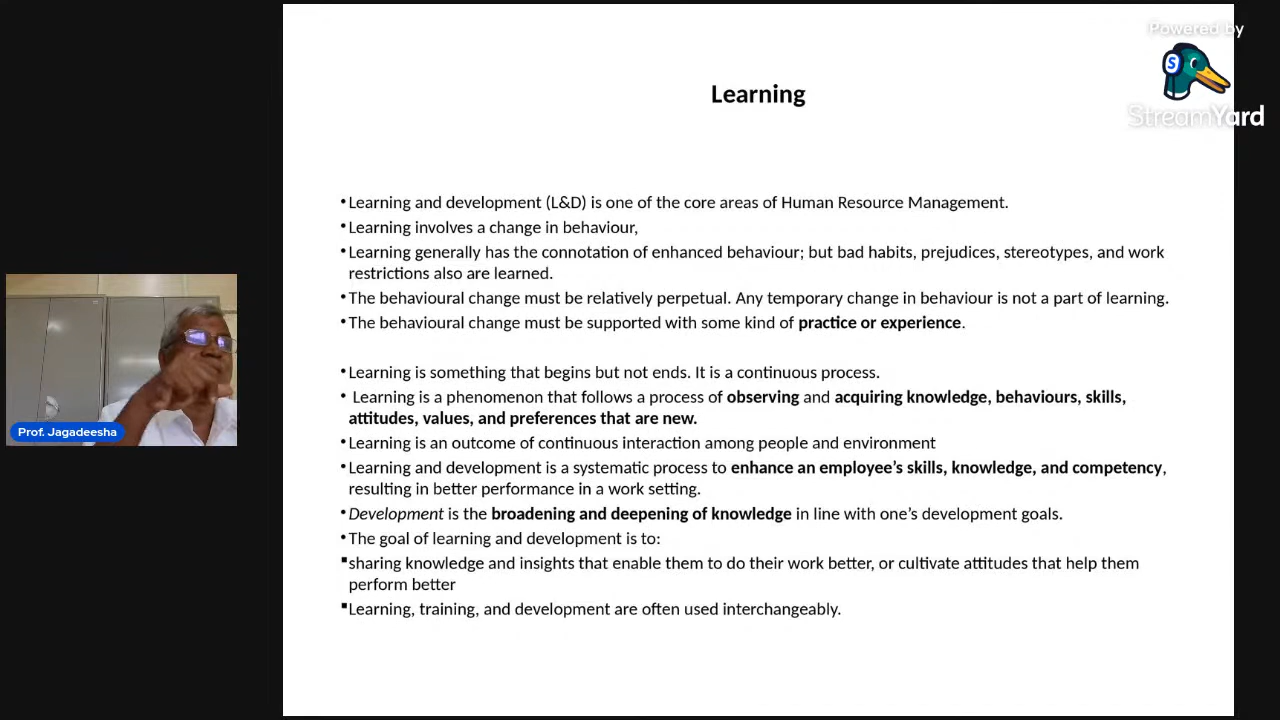 Powered by
S
StreamYard
Learning
•Learning and development (L&D) is one of the core areas of Human Resource Management.
•Learning involves a change in behaviour,
•Learning generally has the connotation of enhanced behaviour; but bad habits, prejudices, stereotypes, and work
restrictions also are learned.
•The behavioural change must be relatively perpetual. Any temporary change in behaviour is not a part of learning.
•The behavioural change must be supported with some kind of practice or experience.
•Learning is something that begins but not ends. It is a continuous process.
• Learning is a phenomenon that follows a process of observing and acquiring knowledge, behaviours, skills,
attitudes, values, and preferences that are new.
•Learning is an outcome of continuous interaction among people and environment
•Learning and development is a systematic process to enhance an employee’s skills, knowledge, and competency,
resulting in better performance in a work setting.
•Development is the broadening and deepening of knowledge in line with one’s development goals.
•The goal of learning and development is to:
▪sharing knowledge and insights that enable them to do their work better, or cultivate attitudes that help them
perform better
▪Learning, training, and development are often used interchangeably.
Prof. Jagadeesha